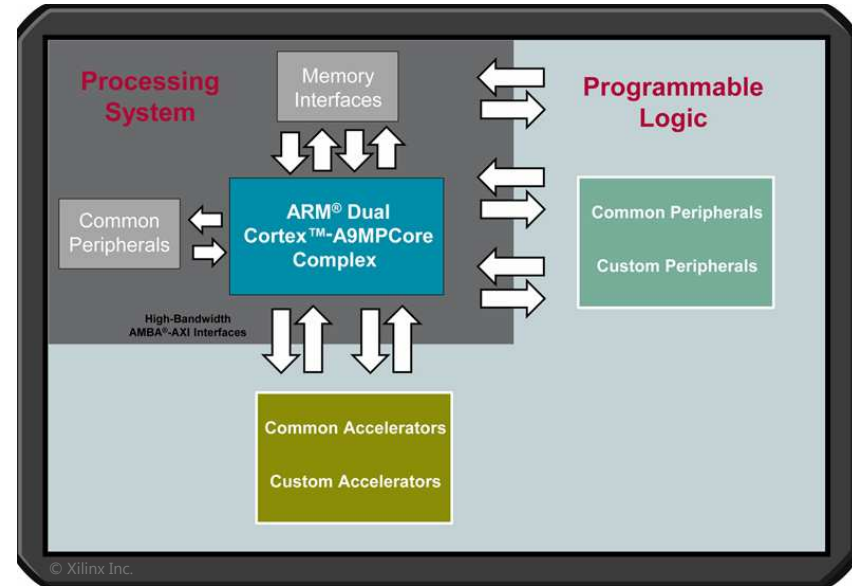 Processing
System
Memory
Interfaces
Programmable
Logic
Common
Peripherals
ARM® Dual
Cortex™-A9MPCore
Complex
Common Peripherals
Custom Peripherals
High-Bandwidth
AMBA®-AXI Interfaces
Common Accelerators
Custom Accelerators
© Xilinx Inc.